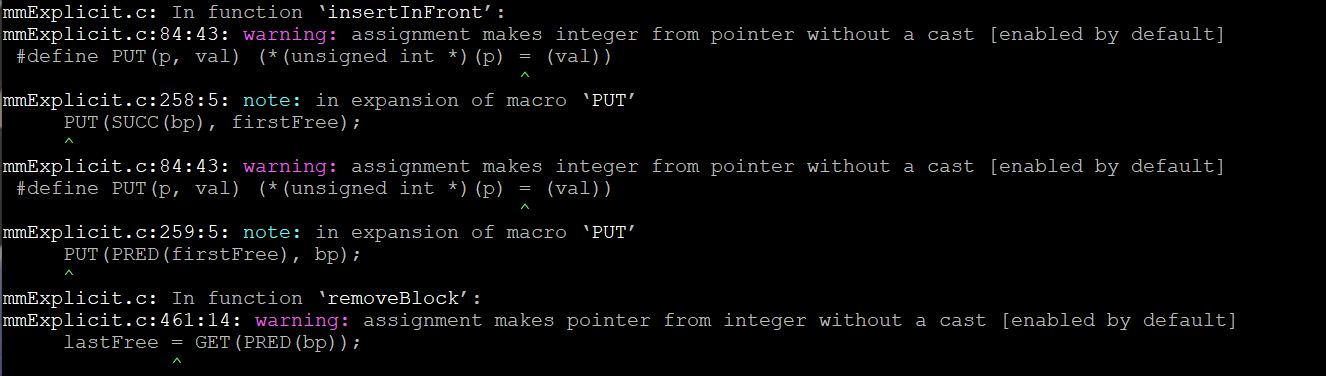 mmExplicit.c: In function ‘insertInFront’:
mmExplicit.c:84:43: warning: assignment makes integer from pointer without a cast [enabled by default]
#define PUT(p, val) (*(unsigned int *)(p) = (val))
^
mmExplicit.c:258:5: note: in expansion of macro ‘PUT’
PUT(SUCC(bp), firstFree);
^
mmExplicit.c:84:43: warning: assignment makes integer from pointer without a cast [enabled by default]
#define PUT(p, val) (*(unsigned int *)(p) = (val))
^
mmExplicit.c:259:5: note: in expansion of macro ‘PUT’
PUT(PRED(firstFree), bp);
^
mmExplicit.c: In function ‘removeBlock’:
mmExplicit.c:461:14: warning: assignment makes pointer from integer without a cast [enabled by default]
lastFree = GET(PRED(bp));
^